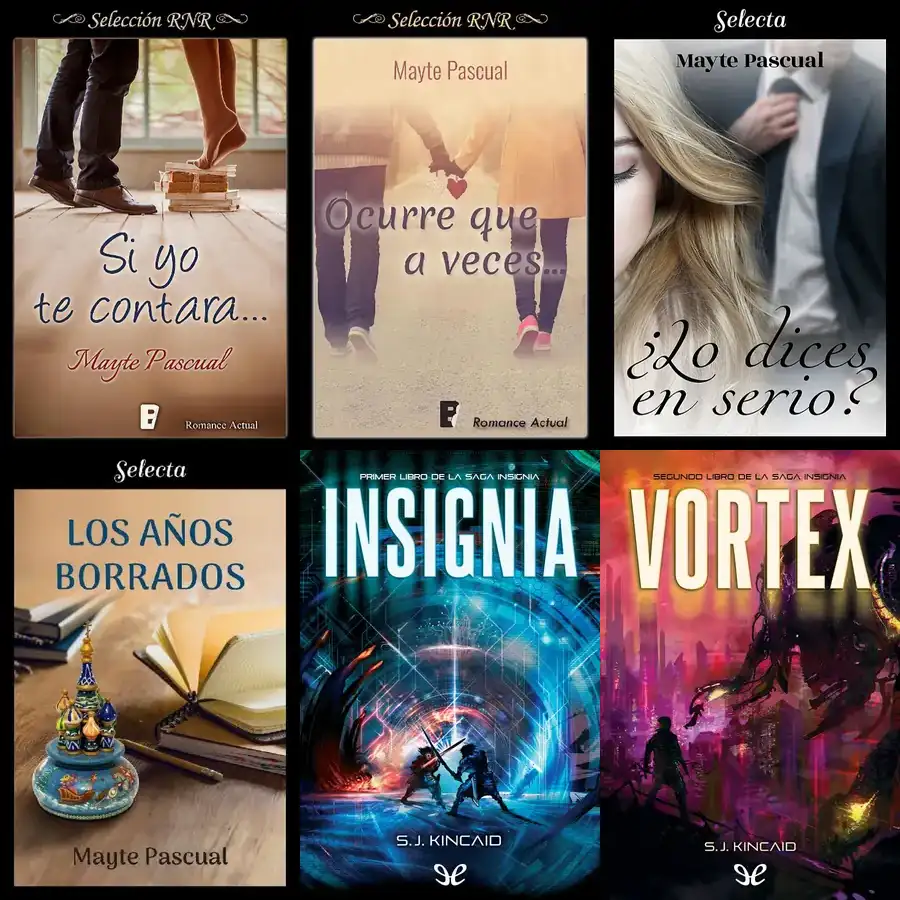 Selección RNR
Si yo
te contara...
Mayte Pascual
B
Romance Actual
Selección RNR
Mayte Pascual
Ocurre que
a veces...
B
Romance Actual
Selecta
Mayte Pascual
¿Lo dices
en serio?
Selecta
LOS AÑOS
BORRADOS
Mayte Pascual
PRIMER LIBRO DE LA SAGA INSIGNIA
INSIGNIA
S.J. KINCAID
SEGUNDO LIBRO DE LA SAGA INSIGNIA
VORTEX
S.J. KINCAID